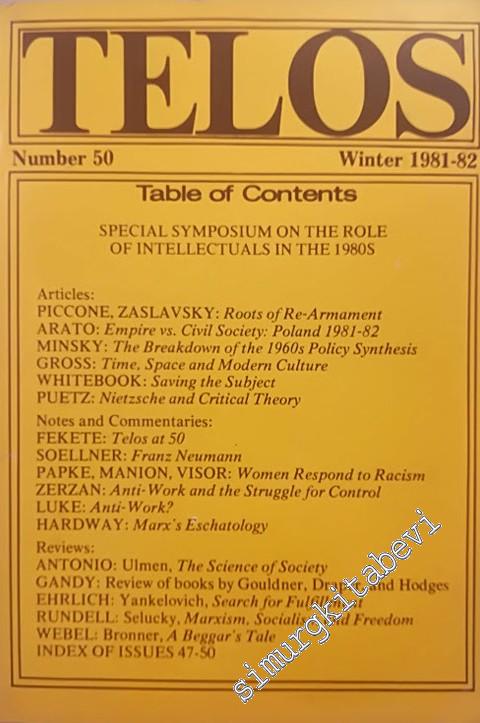 TELOS
Number 50 Winter 1981-82
Table of Contents
SPECIAL SYMPOSIUM ON THE ROLE
OF INTELLECTUALS IN THE 1980S
Articles:
PICCONE, ZASLAVSKY: Roots of Re-Armament
ARATO: Empire vs. Civil Society: Poland 1981-82
MINSKY: The Breakdown of the 1960s Policy Synthesis
GROSS: Time, Space and Modern Culture
WHITEBOOK: Saving the Subject
PUETZ: Nietzsche and Critical Theory
Notes and Commentaries:
FEKETE: Telos at 50
SOELLNER: Franz Neumann
PAPKE, MANION, VISOR: Women Respond to Racism
ZERZAN: Anti-Work and the Struggle for Control
LUKE: Anti-Work?
HARDWAY: Marx's Eschatology
Reviews:
ANTONIO: Ulmen, The Science of Society
GANDY: Review of books by Gouldner, Draper and Hodges
EHRLICH: Yankelovich, Search for Fulfillment
RUNDELL: Selucky, Marxism, Socialism and Freedom
WEBEL: Bronner, A Beggar's Tale
INDEX OF ISSUES 47-50
simurgkitabevi